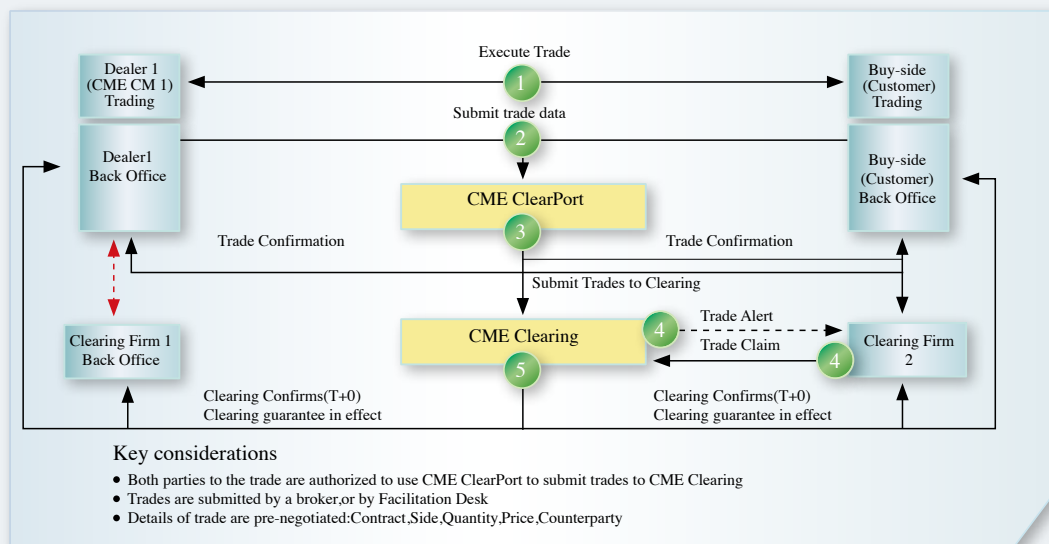 Execute Trade
Dealer 1
(CME CM 1)
Trading
1
Buy-side
(Customer)
Trading
Submit trade data
2
Dealer1
Back Office
Buy-side
(Customer)
Back Office
CME ClearPort
3
Trade Confirmation
Trade Confirmation
Submit Trades to Clearing
Clearing Firm 1
Back Office
CME Clearing
4
Trade Alert
Trade Claim
4
Clearing Firm
2
5
Clearing Confirms(T+0)
Clearing guarantee in effect
Clearing Confirms(T+0)
Clearing guarantee in effect
Key considerations
• Both parties to the trade are authorized to use CME ClearPort to submit trades to CME Clearing
• Trades are submitted by a broker,or by Facilitation Desk
• Details of trade are pre-negotiated:Contract,Side,Quantity,Price,Counterparty